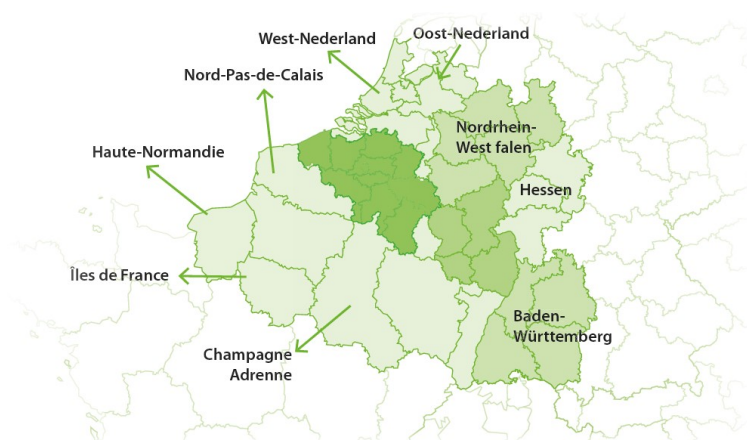 West-Nederland
Oost-Nederland
Nord-Pas-de-Calais
Haute-Normandie
Nordrhein-
West falen
Hessen
Îles de France
Baden-
Württemberg
Champagne
Adrenne